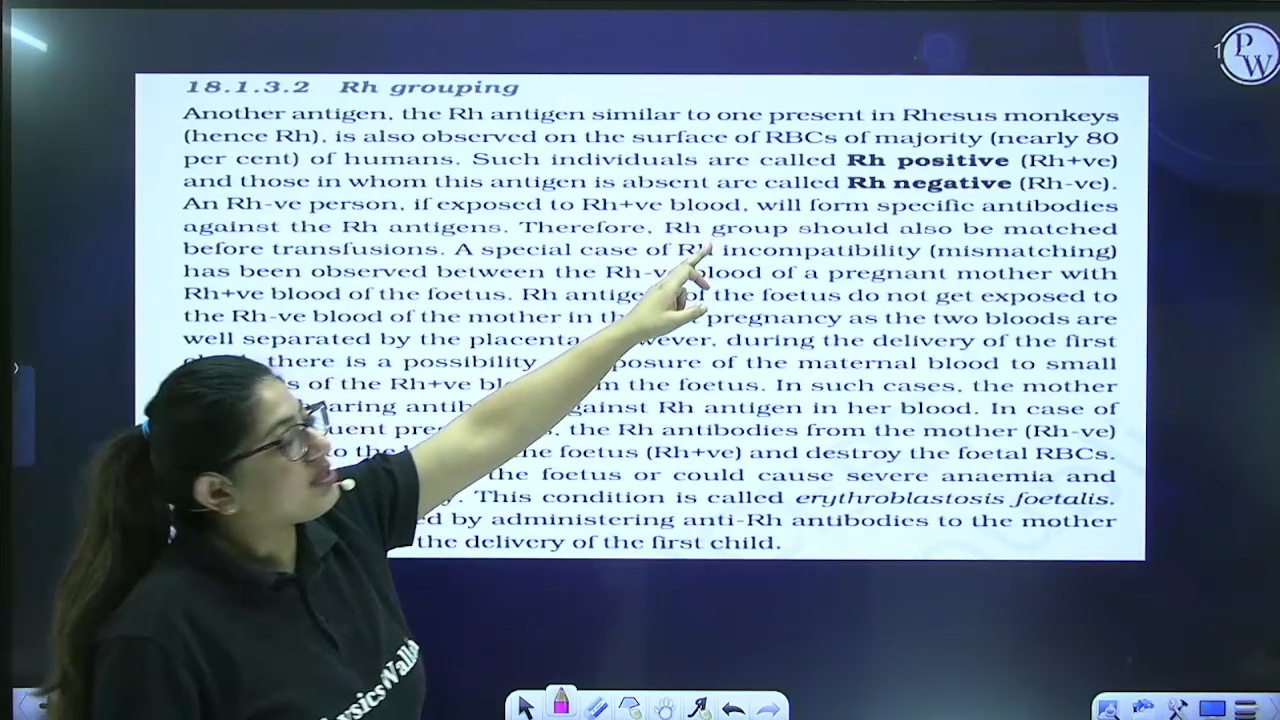 18.1.3.2 Rh grouping
Another antigen, the Rh antigen similar to one present in Rhesus monkeys
(hence Rh), is also observed on the surface of RBCs of majority (nearly 80
per cent) of humans. Such individuals are called Rh positive (Rh+ve)
and those in whom this antigen is absent are called Rh negative (Rh-ve).
An Rh-ve person, if exposed to Rh+ve blood, will form specific antibodies
against the Rh antigens. Therefore, Rh group should also be matched
before transfusions. A special case of Rh incompatibility (mismatching)
has been observed between the Rh-ve blood of a pregnant mother with
Rh+ve blood of the foetus. Rh antigens of the foetus do not get exposed to
the Rh-ve blood of the mother in the pregnancy as the two bloods are
well separated by the placenta. However, during the delivery of the first
there is a possibility exposure of the maternal blood to small
of the Rh+ve from the foetus. In such cases, the mother
against Rh antigen in her blood. In case of
the Rh antibodies from the mother (Rh-ve)
the foetus (Rh+ve) and destroy the foetal RBCs.
the foetus or could cause severe anaemia and
This condition is called erythroblastosis foetalis.
by administering anti-Rh antibodies to the mother
the delivery of the first child.
PW